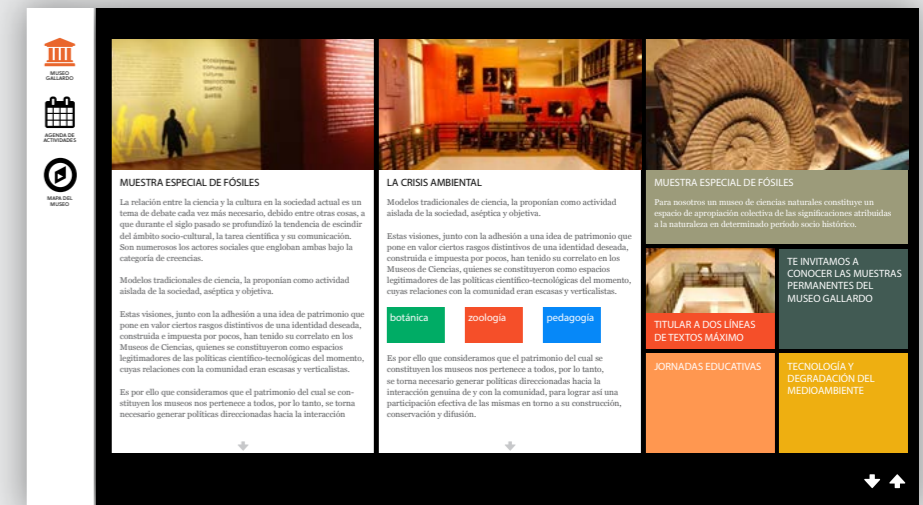 MUSEO
GALLARDO
AGENDA DE
ACTIVIDADES
MAPA DEL
MUSEO
MUESTRA ESPECIAL DE FÓSILES
La relación entre la ciencia y la cultura en la sociedad actual es un
tema de debate cada vez más necesario, debido entre otras cosas, a
que durante el siglo pasado se profundizó la tendencia de escindir
del ámbito socio-cultural, la tarea científica y su comunicación.
Son numerosos los actores sociales que engloban ambas bajo la
categoría de creencias.
Modelos tradicionales de ciencia, la proponían como actividad
aislada de la sociedad, aséptica y objetiva.
Estas visiones, junto con la adhesión a una idea de patrimonio que
pone en valor ciertos rasgos distintivos de una identidad deseada,
construida e impuesta por pocos, han tenido su correlato en los
Museos de Ciencias, quienes se constituyeron como espacios
legitimadores de las políticas científico-tecnológicas del momento,
cuyas relaciones con la comunidad eran escasas y verticalistas.
Es por ello que consideramos que el patrimonio del cual se con-
stituyen los museos nos pertenece a todos, por lo tanto, se torna
necesario generar políticas direccionadas hacia la interacción
LA CRISIS AMBIENTAL
Modelos tradicionales de ciencia, la proponían como actividad
aislada de la sociedad, aséptica y objetiva.
Estas visiones, junto con la adhesión a una idea de patrimonio que
pone en valor ciertos rasgos distintivos de una identidad deseada,
construida e impuesta por pocos, han tenido su correlato en los
Museos de Ciencias, quienes se constituyeron como espacios
legitimadores de las políticas científico-tecnológicas del momento,
cuyas relaciones con la comunidad eran escasas y verticalistas.
botánica
zoología
pedagogía
Es por ello que consideramos que el patrimonio del cual se
constituyen los museos nos pertenece a todos, por lo tanto,
se torna necesario generar políticas direccionadas hacia la
interacción genuina de y con la comunidad, para lograr así una
participación efectiva de las mismas en torno a su construcción,
conservación y difusión.
MUESTRA ESPECIAL DE FÓSILES
Para nosotros un museo de ciencias naturales constituye un
espacio de apropiación colectiva de las significaciones atribuidas
a la naturaleza en determinado período socio histórico.
TITULAR A DOS LÍNEAS
DE TEXTOS MÁXIMO
TE INVITAMOS A
CONOCER LAS MUESTRAS
PERMANENTES DEL
MUSEO GALLARDO
JORNADAS EDUCATIVAS
TECNOLOGÍA Y
DEGRADACIÓN DEL
MEDIOAMBIENTE